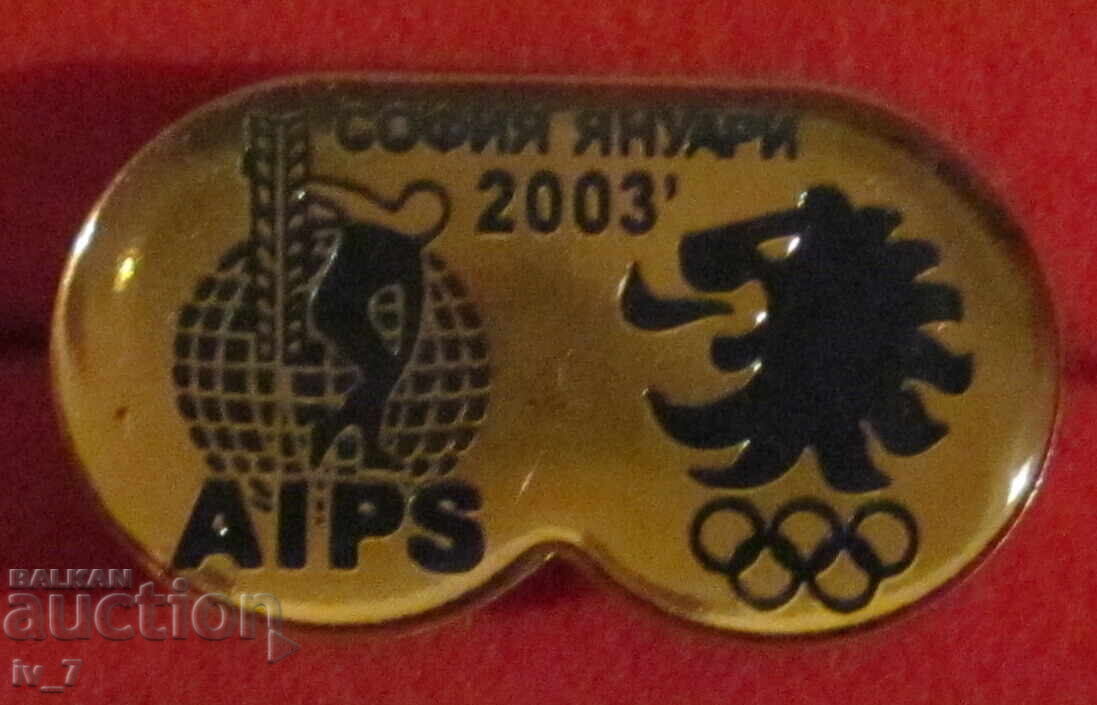 СОФИЯ ЯНУАРИ
2003'
AIPS
BALKAN
auction
iv_7